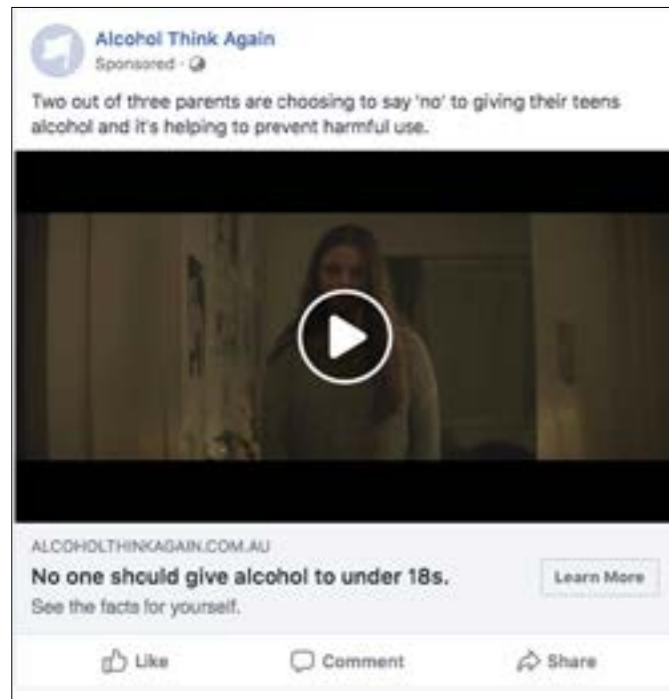 Alcohol Think Again
Sponsored ·
Two out of three parents are choosing to say 'no' to giving their teens
alcohol and it's helping to prevent harmful use.
ALCOHOLTHINKAGAIN.COM.AU
No one should give alcohol to under 18s.
Learn More
See the facts for yourself.
Like
Comment
Share